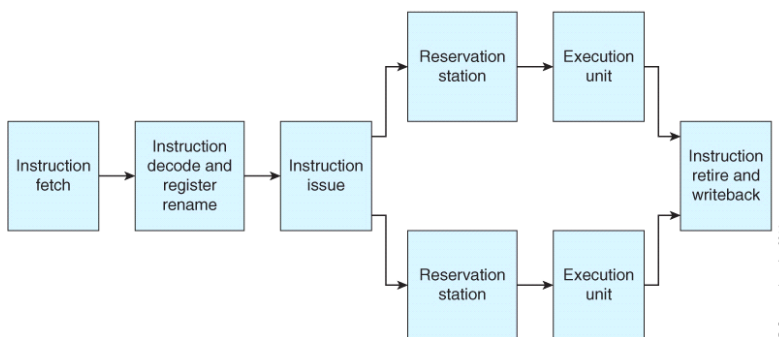 Instruction
fetch
Instruction
decode and
register
rename
Instruction
issue
Reservation
station
Execution
unit
Reservation
station
Execution
unit
Instruction
retire and
writeback